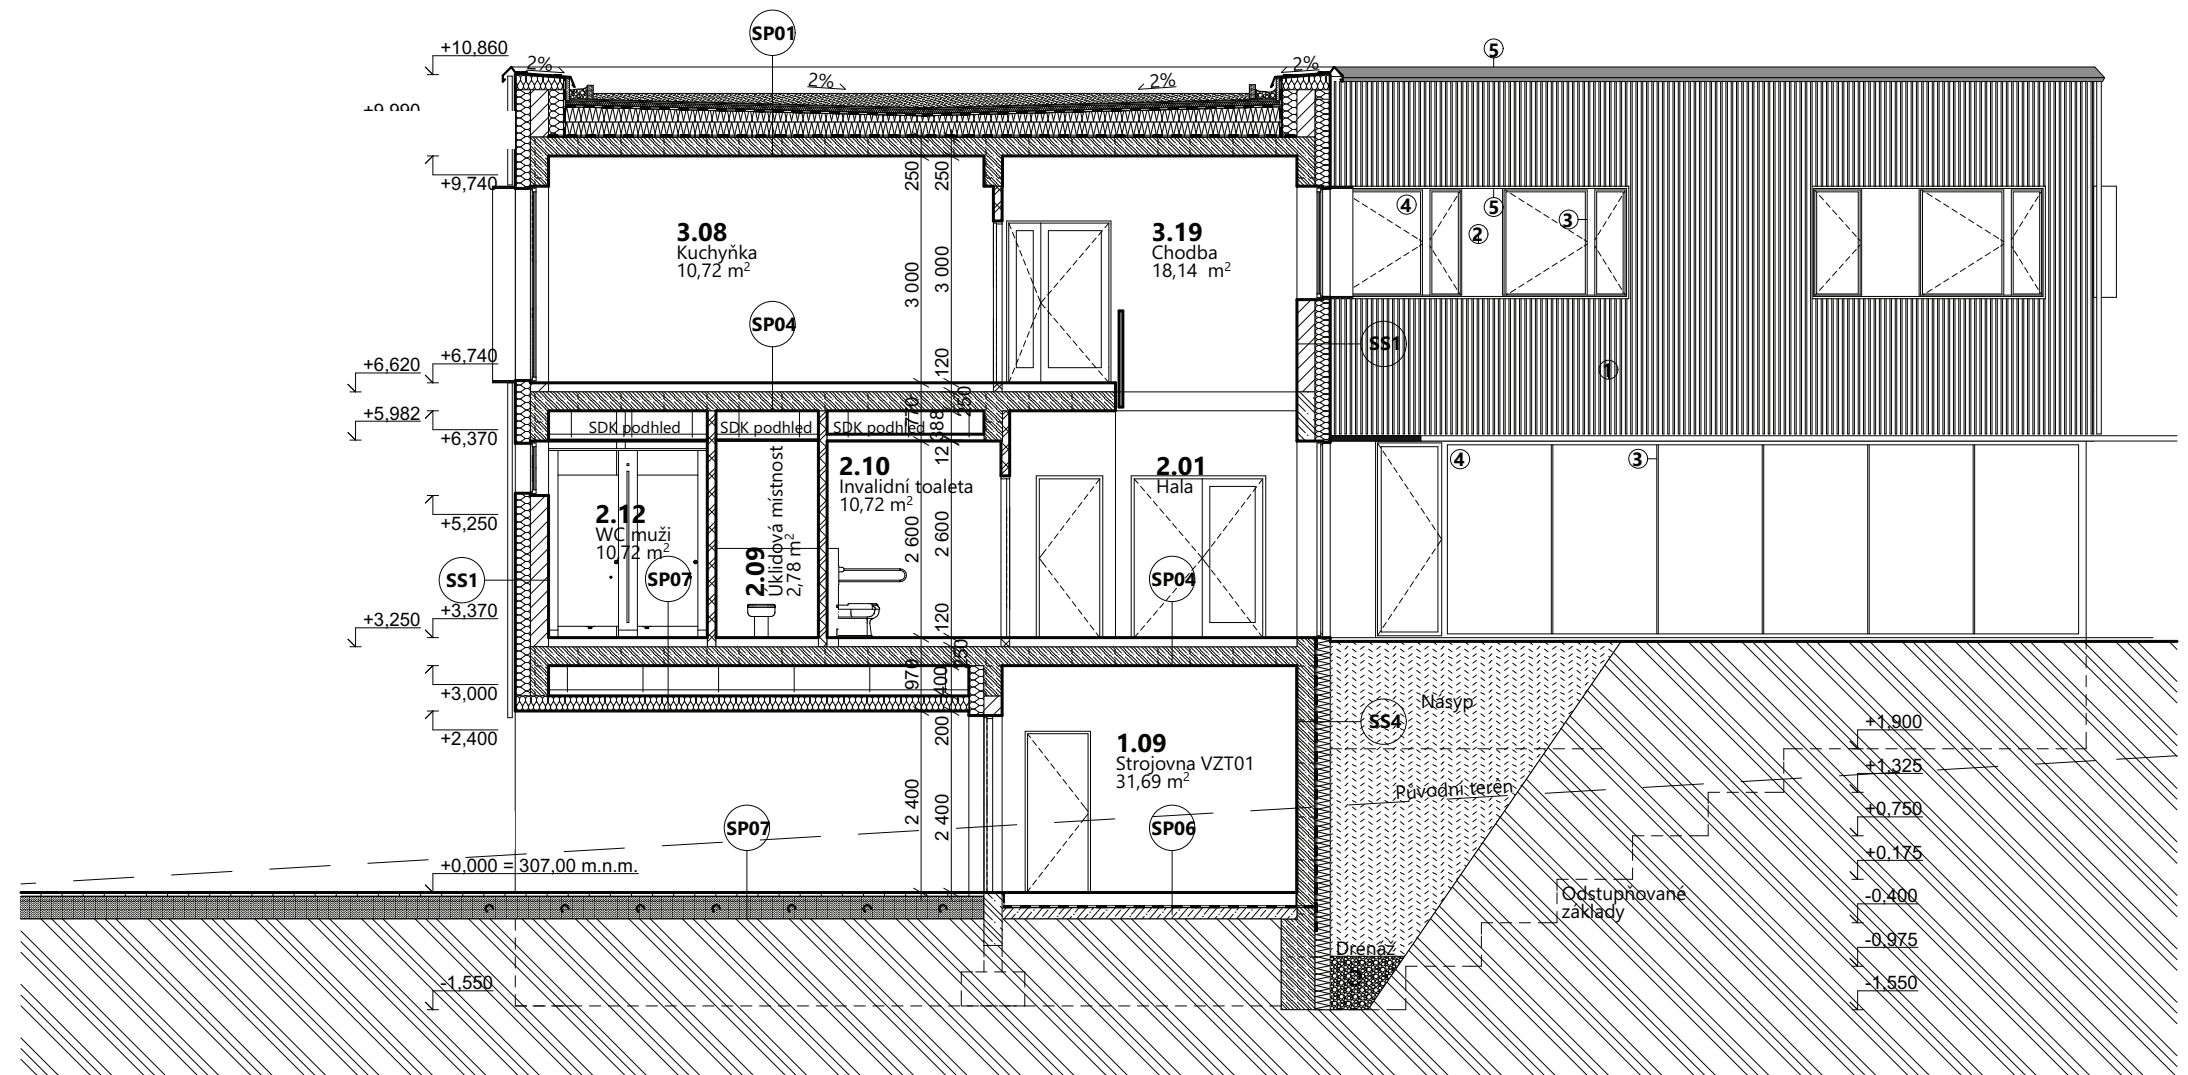 SP01
+10,860
5
2%
2%
2%
2%
+9,990
+9,740
250
250
3.08
Kuchyňka
10,72 m²
3.19
Chodba
18,14 m²
4
5
3
2
3 000
3 000
SP04
SS1
1
+6,620
+6,740
120
250
+5,982
+6,370
770
388
SDK podhled
SDK podhled
SDK podhled
12
2.10
Invalidní toaleta
10,72 m²
2.01
Hala
4
3
2.12
WC muži
10,72 m²
2.09
Úklidová místnost
2,78 m²
+5,250
2 600
2 600
SS1
SP07
SP04
+3,250
+3,370
120
250
970
400
+3,000
+2,400
200
Násyp
SS4
1.09
Strojovna VZT01
31,69 m²
+1,900
+1,325
Původní terén
2 400
2 400
SP07
SP06
+0,750
+0,175
+0,000 = 307,00 m.n.m.
Odstupňované
základy
-0,400
Drenáž
-0,975
-1,550
-1,550